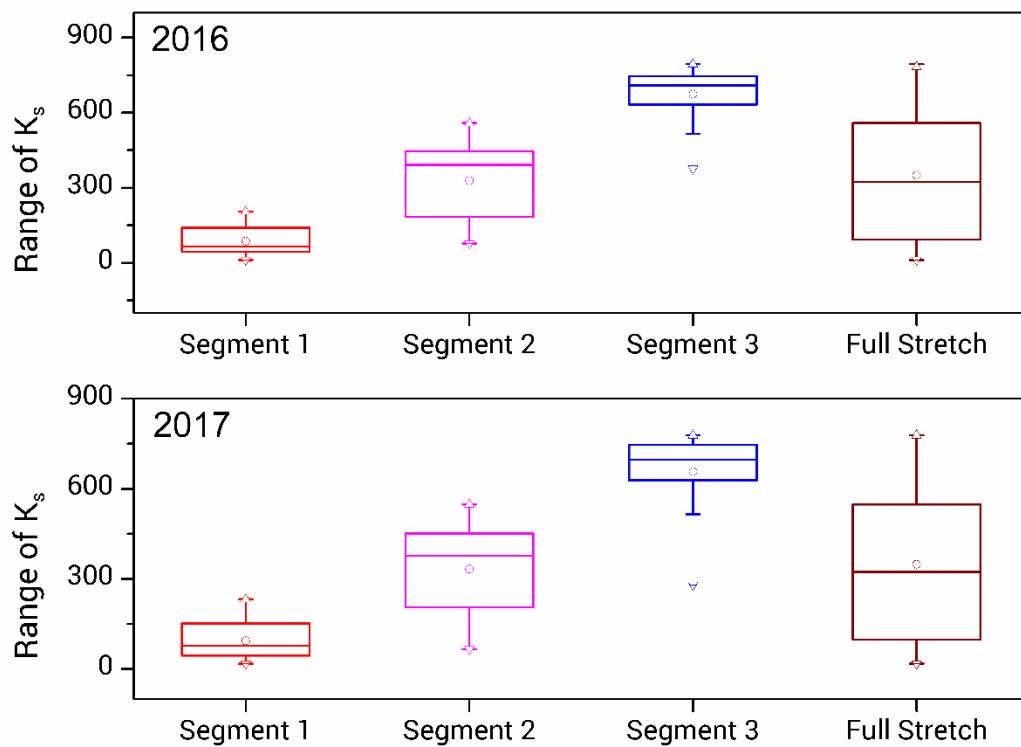 2016
Range of Ks
900
600
300
0
Segment 1 Segment 2 Segment 3 Full Stretch
2017
Range of Ks
900
600
300
0
Segment 1 Segment 2 Segment 3 Full Stretch